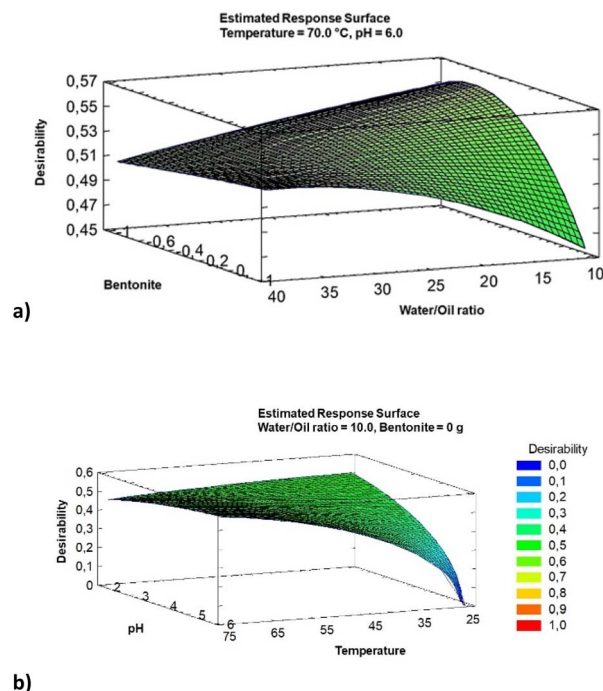 Estimated Response Surface
Temperature = 70.0 °C, pH = 6.0
Desirability
0,57
0,55
0,53
0,51
0,49
0,47
0,45
1 0,6 0,4 0,2 0 1
Bentonite
40 35 30 25 20 15 10
Water/Oil ratio
a)
Estimated Response Surface
Water/Oil ratio = 10.0, Bentonite = 0 g
Desirability
0,6
0,5
0,4
0,3
0,2
0,1
0
2 3 4 5 6
pH
75 65 55 45 35 25
Temperature
Desirability
0,0
0,1
0,2
0,3
0,4
0,5
0,6
0,7
0,8
0,9
1,0
b)